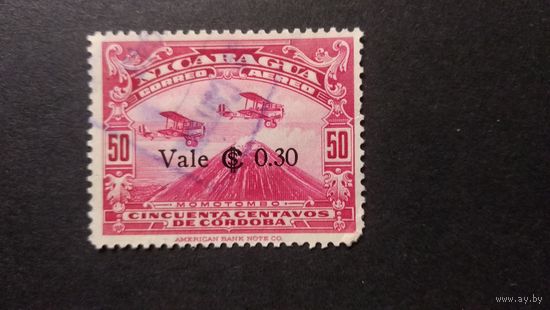 NICARAGUA
CORREO AEREO
50 50
Vale ₡$ 0.30
MOMOTOMBO
CINCUENTA CENTAVOS
DE CORDOBA
AMERICAN BANK NOTE CO.
www.ay.by